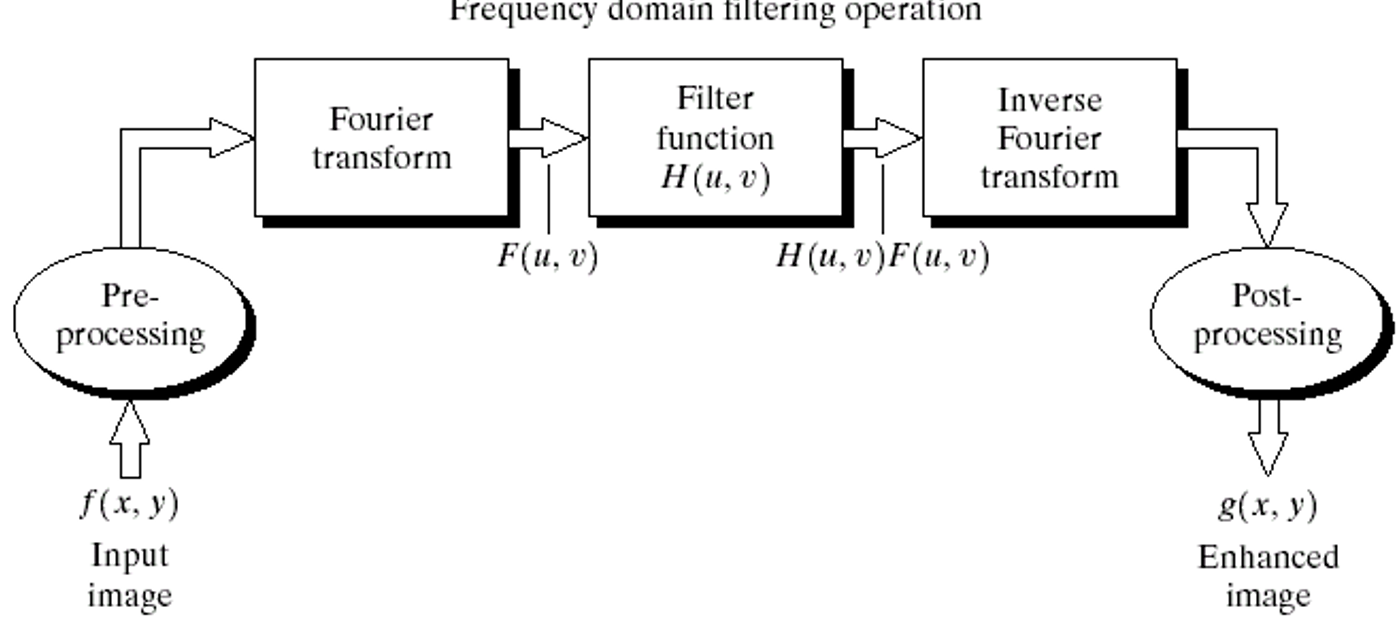 Frequency domain filtering operation
Fourier
transform
Filter
function
H(u, v)
Inverse
Fourier
transform
F(u, v)
H(u, v)F(u, v)
Pre-
processing
Post-
processing
f(x, y)
Input
image
g(x, y)
Enhanced
image